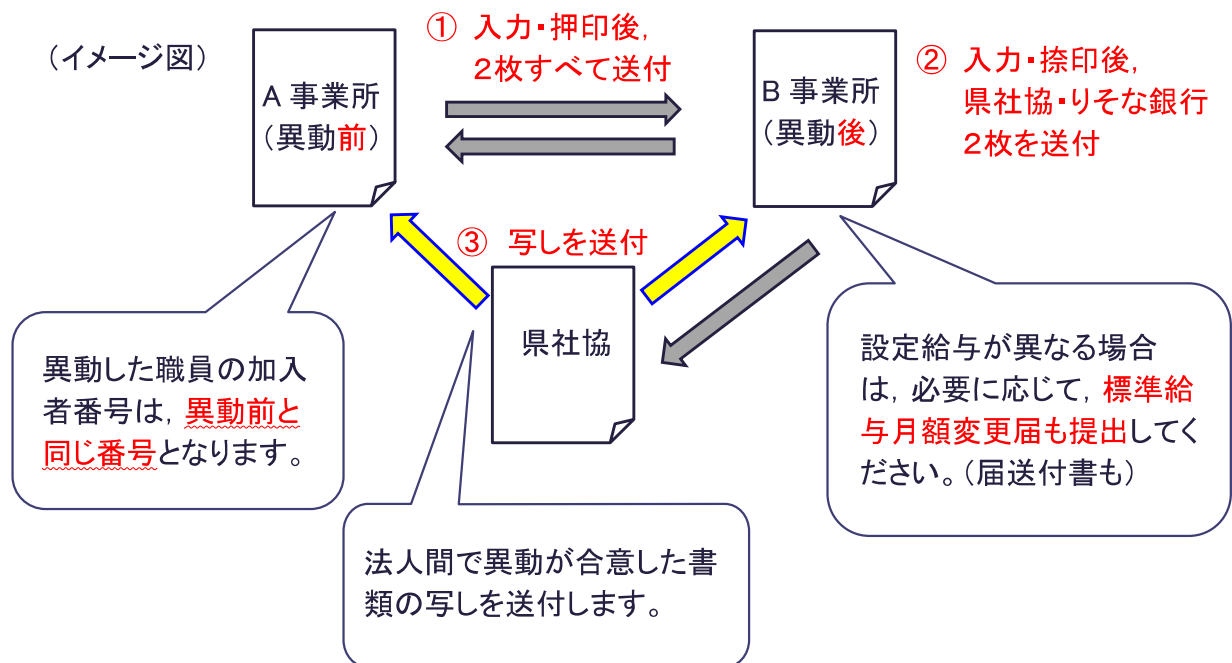 （イメージ図）
A 事業所
（異動前）
① 入力・押印後，
２枚すべて送付
B 事業所
（異動後）
② 入力・捺印後，
県社協・りそな銀行
２枚を送付
③ 写しを送付
県社協
異動した職員の加入
者番号は，異動前と
同じ番号となります。
設定給与が異なる場合
は，必要に応じて，標準給
与月額変更届も提出してく
ださい。（届送付書も）
法人間で異動が合意した書
類の写しを送付します。